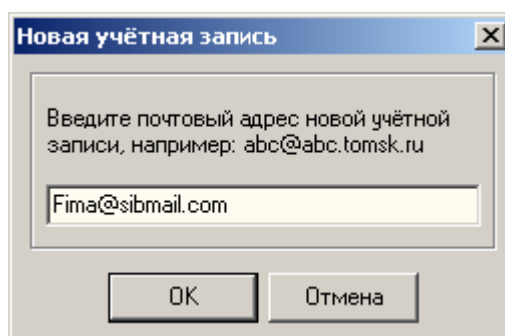 Новая учётная запись
Введите почтовый адрес новой учётной
записи, например: abc@abc.tomsk.ru
Fima@sibmail.com
OK
Отмена